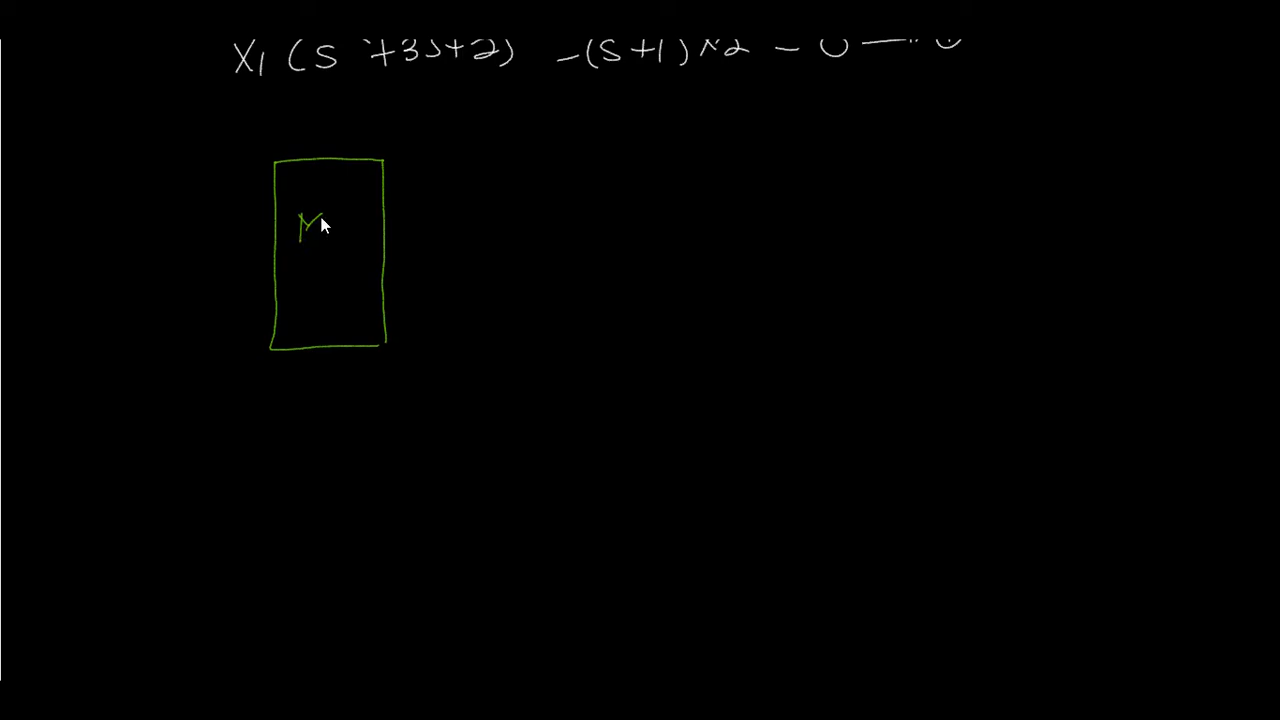 X1 (S²+3S+2) -(S+1) X2 = 0
M